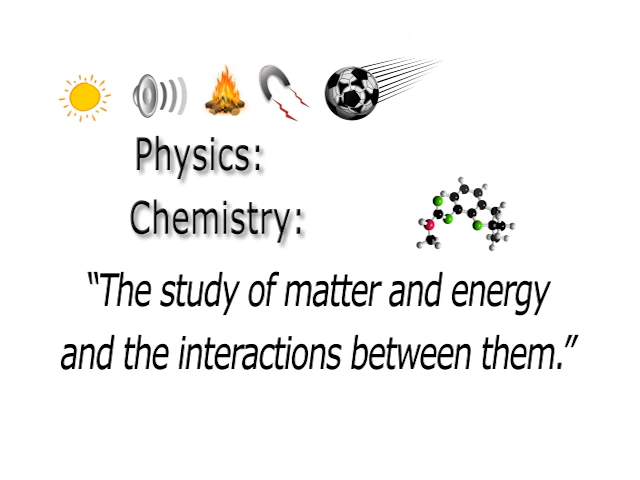 Physics:
Chemistry:
“The study of matter and energy
and the interactions between them.”